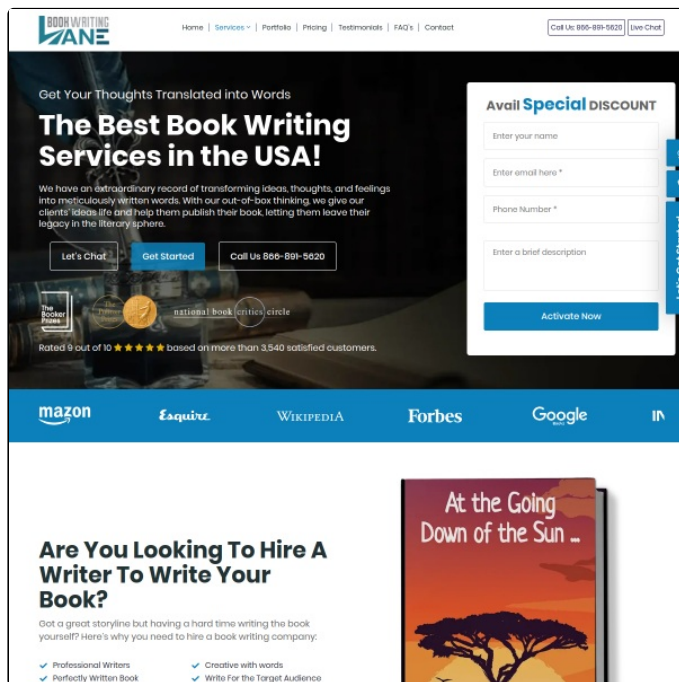 BOOK WRITING
LANE
Home | Services | Portfolio | Pricing | Testimonials | FAQ's | Contact
Call Us: 866-891-5620
Live Chat
Get Your Thoughts Translated into Words
The Best Book Writing
Services in the USA!
We have an extraordinary record of transforming ideas, thoughts, and feelings
into meticulously written words. With our out-of-box thinking, we give our
clients' ideas life and help them publish their book, letting them leave their
legacy in the literary sphere.
Let's Chat
Get Started
Call Us 866-891-5620
The
Booker
Prizes
The
national book critics circle
Rated 9 out of 10 ★★★★★ based on more than 3,540 satisfied customers.
Avail Special DISCOUNT
Enter your name
Enter email here *
Phone Number *
Enter a brief description
Activate Now
Let's Get Started
mazon
Esquire
WIKIPEDIA
Forbes
Google
Books
IN
Are You Looking To Hire A
Writer To Write Your
Book?
Got a great storyline but having a hard time writing the book
yourself? Here's why you need to hire a book writing company:
✓ Professional Writers
✓ Creative with words
✓ Perfectly Written Book
✓ Write For the Target Audience
At the Going
Down of the Sun ...